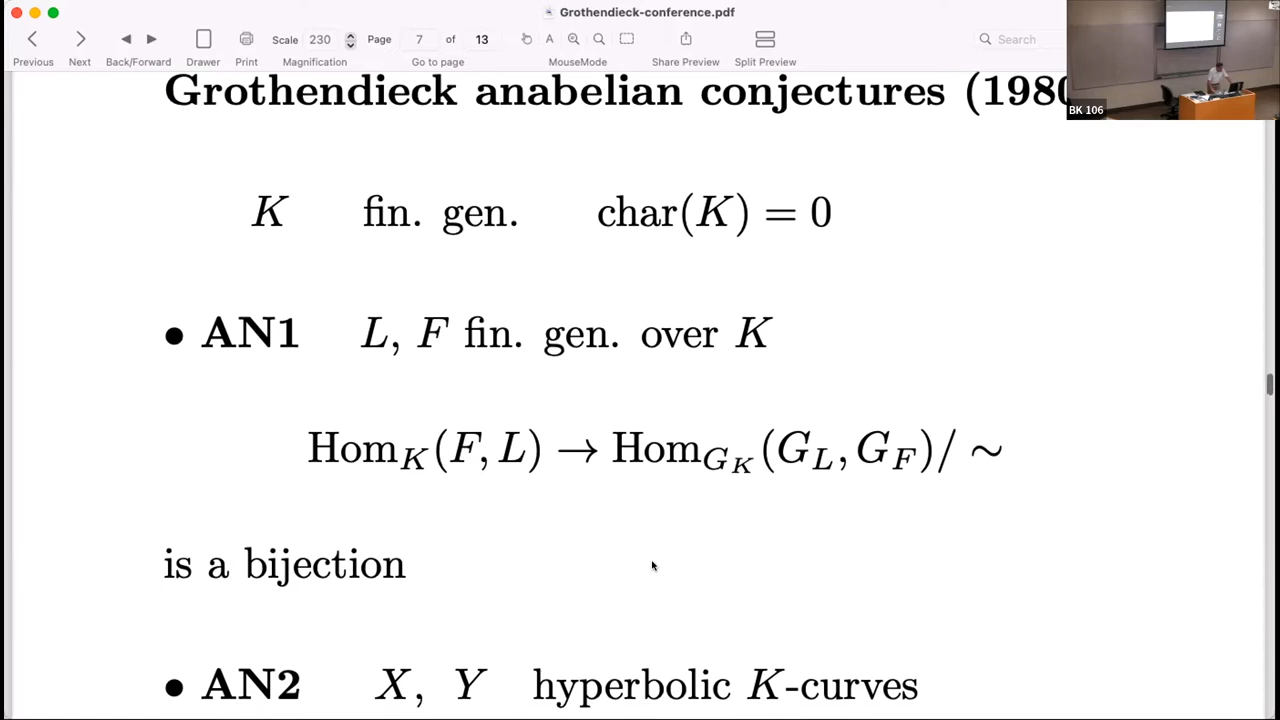 Grothendieck-conference.pdf
Previous Next Back/Forward Drawer Print Scale 230 Magnification Page 7 of 13 Go to page A MouseMode Share Preview Split Preview Search
BK 106
Grothendieck anabelian conjectures (1980
K fin. gen. char(K) = 0
• AN1 L, F fin. gen. over K
Hom_K(F, L) → Hom_{G_K}(G_L, G_F)/ ∼
is a bijection
• AN2 X, Y hyperbolic K-curves